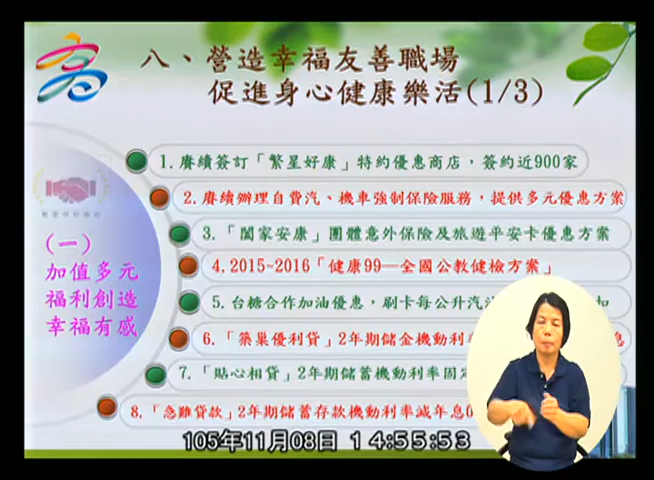 八、營造幸福友善職場
促進身心健康樂活(1/3)
1.賡續簽訂「繁星好康」特約優惠商店，簽約近900家
2.賡續辦理自費汽、機車強制保險服務，提供多元優惠方案
3.「闔家安康」團體意外保險及旅遊平安卡優惠方案
(一)
加值多元
福利創造
幸福有感
4.2015~2016「健康99—全國公教健檢方案」
5.台糖合作加油優惠，刷卡每公升汽
扣
6.「築巢優利貸」2年期儲金機動利率
息
7.「貼心相貸」2年期儲蓄機動利率固定
8.「急難貸款」2年期儲蓄存款機動利率減年息0
105年11月08日 14:55:53